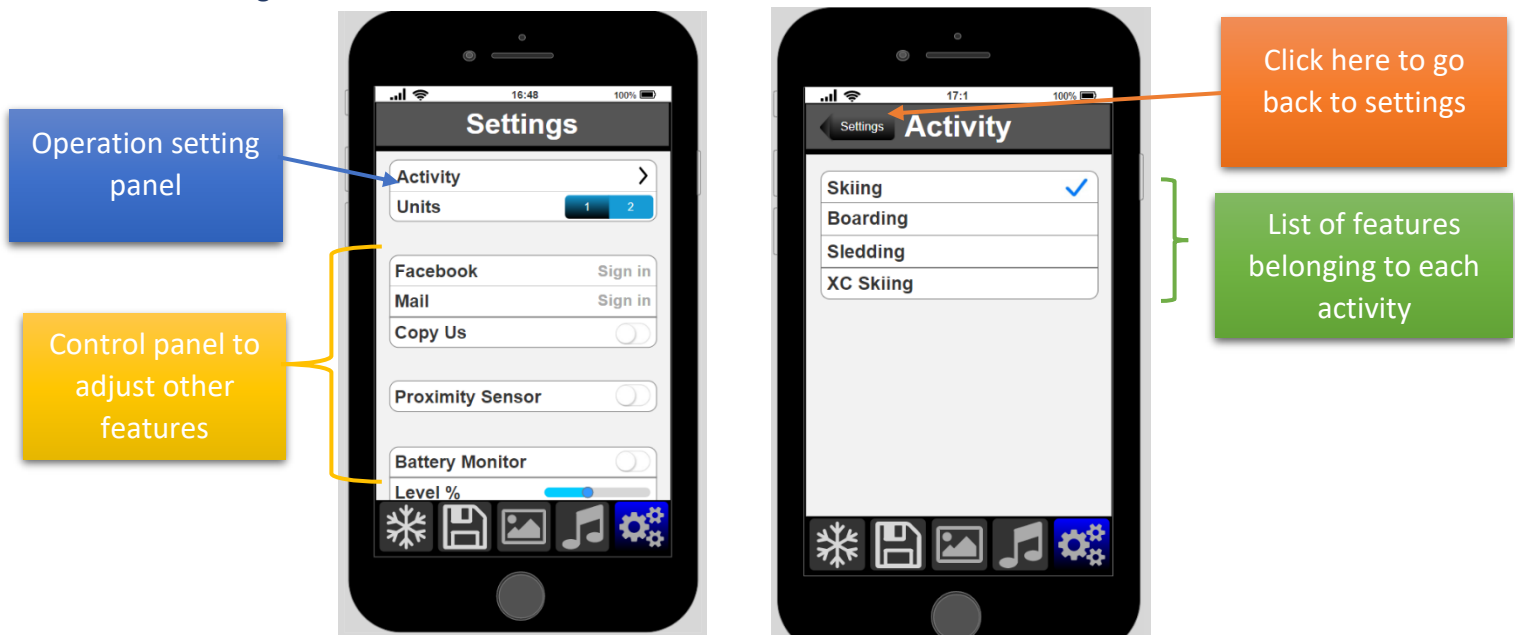 Operation setting
panel
Control panel to
adjust other
features
16:48
100%
Settings
Activity
Units
1
2
Facebook
Sign in
Mail
Sign in
Copy Us
Proximity Sensor
Battery Monitor
Level %
17:1
100%
Settings
Activity
Skiing
Boarding
Sledding
XC Skiing
Click here to go
back to settings
List of features
belonging to each
activity